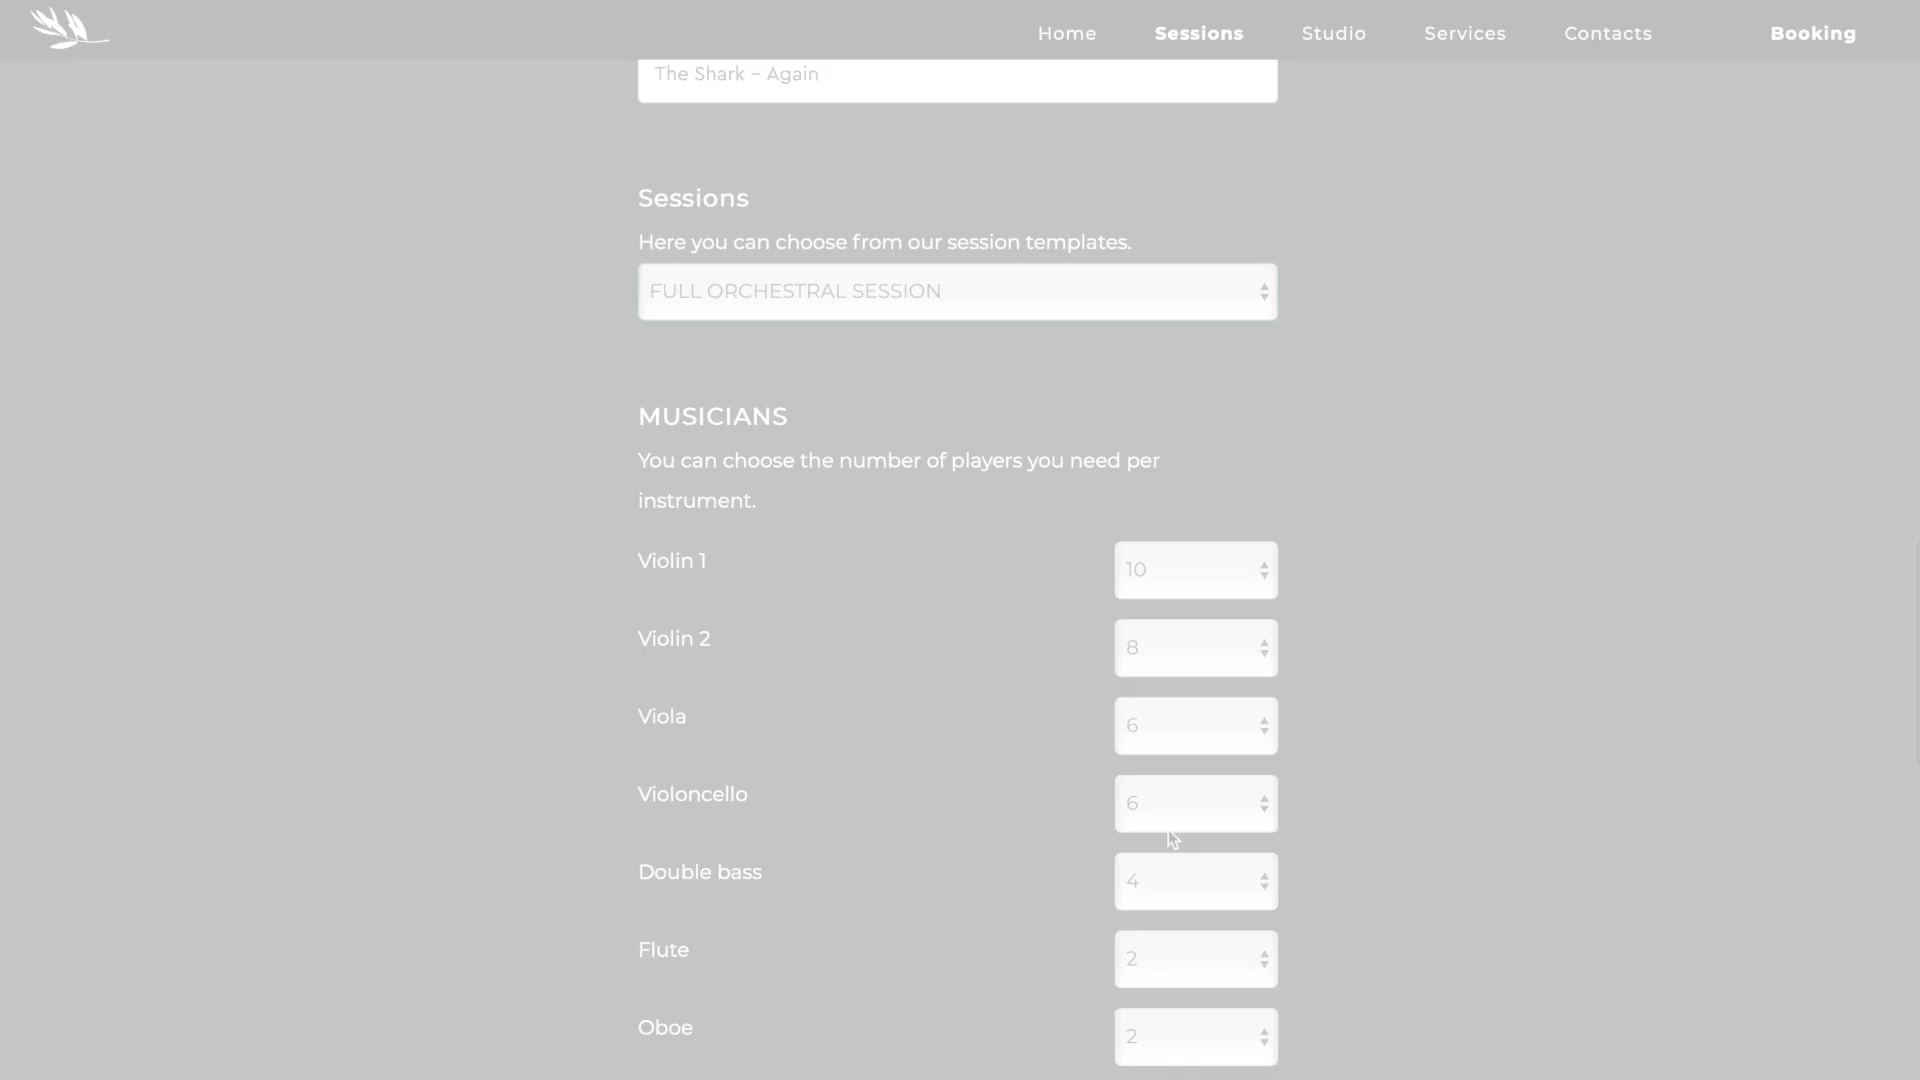 Home Sessions Studio Services Contacts Booking
The Shark – Again
Sessions
Here you can choose from our session templates.
FULL ORCHESTRAL SESSION
MUSICIANS
You can choose the number of players you need per
instrument.
Violin 1 10
Violin 2 8
Viola 6
Violoncello 6
Double bass 4
Flute 2
Oboe 2